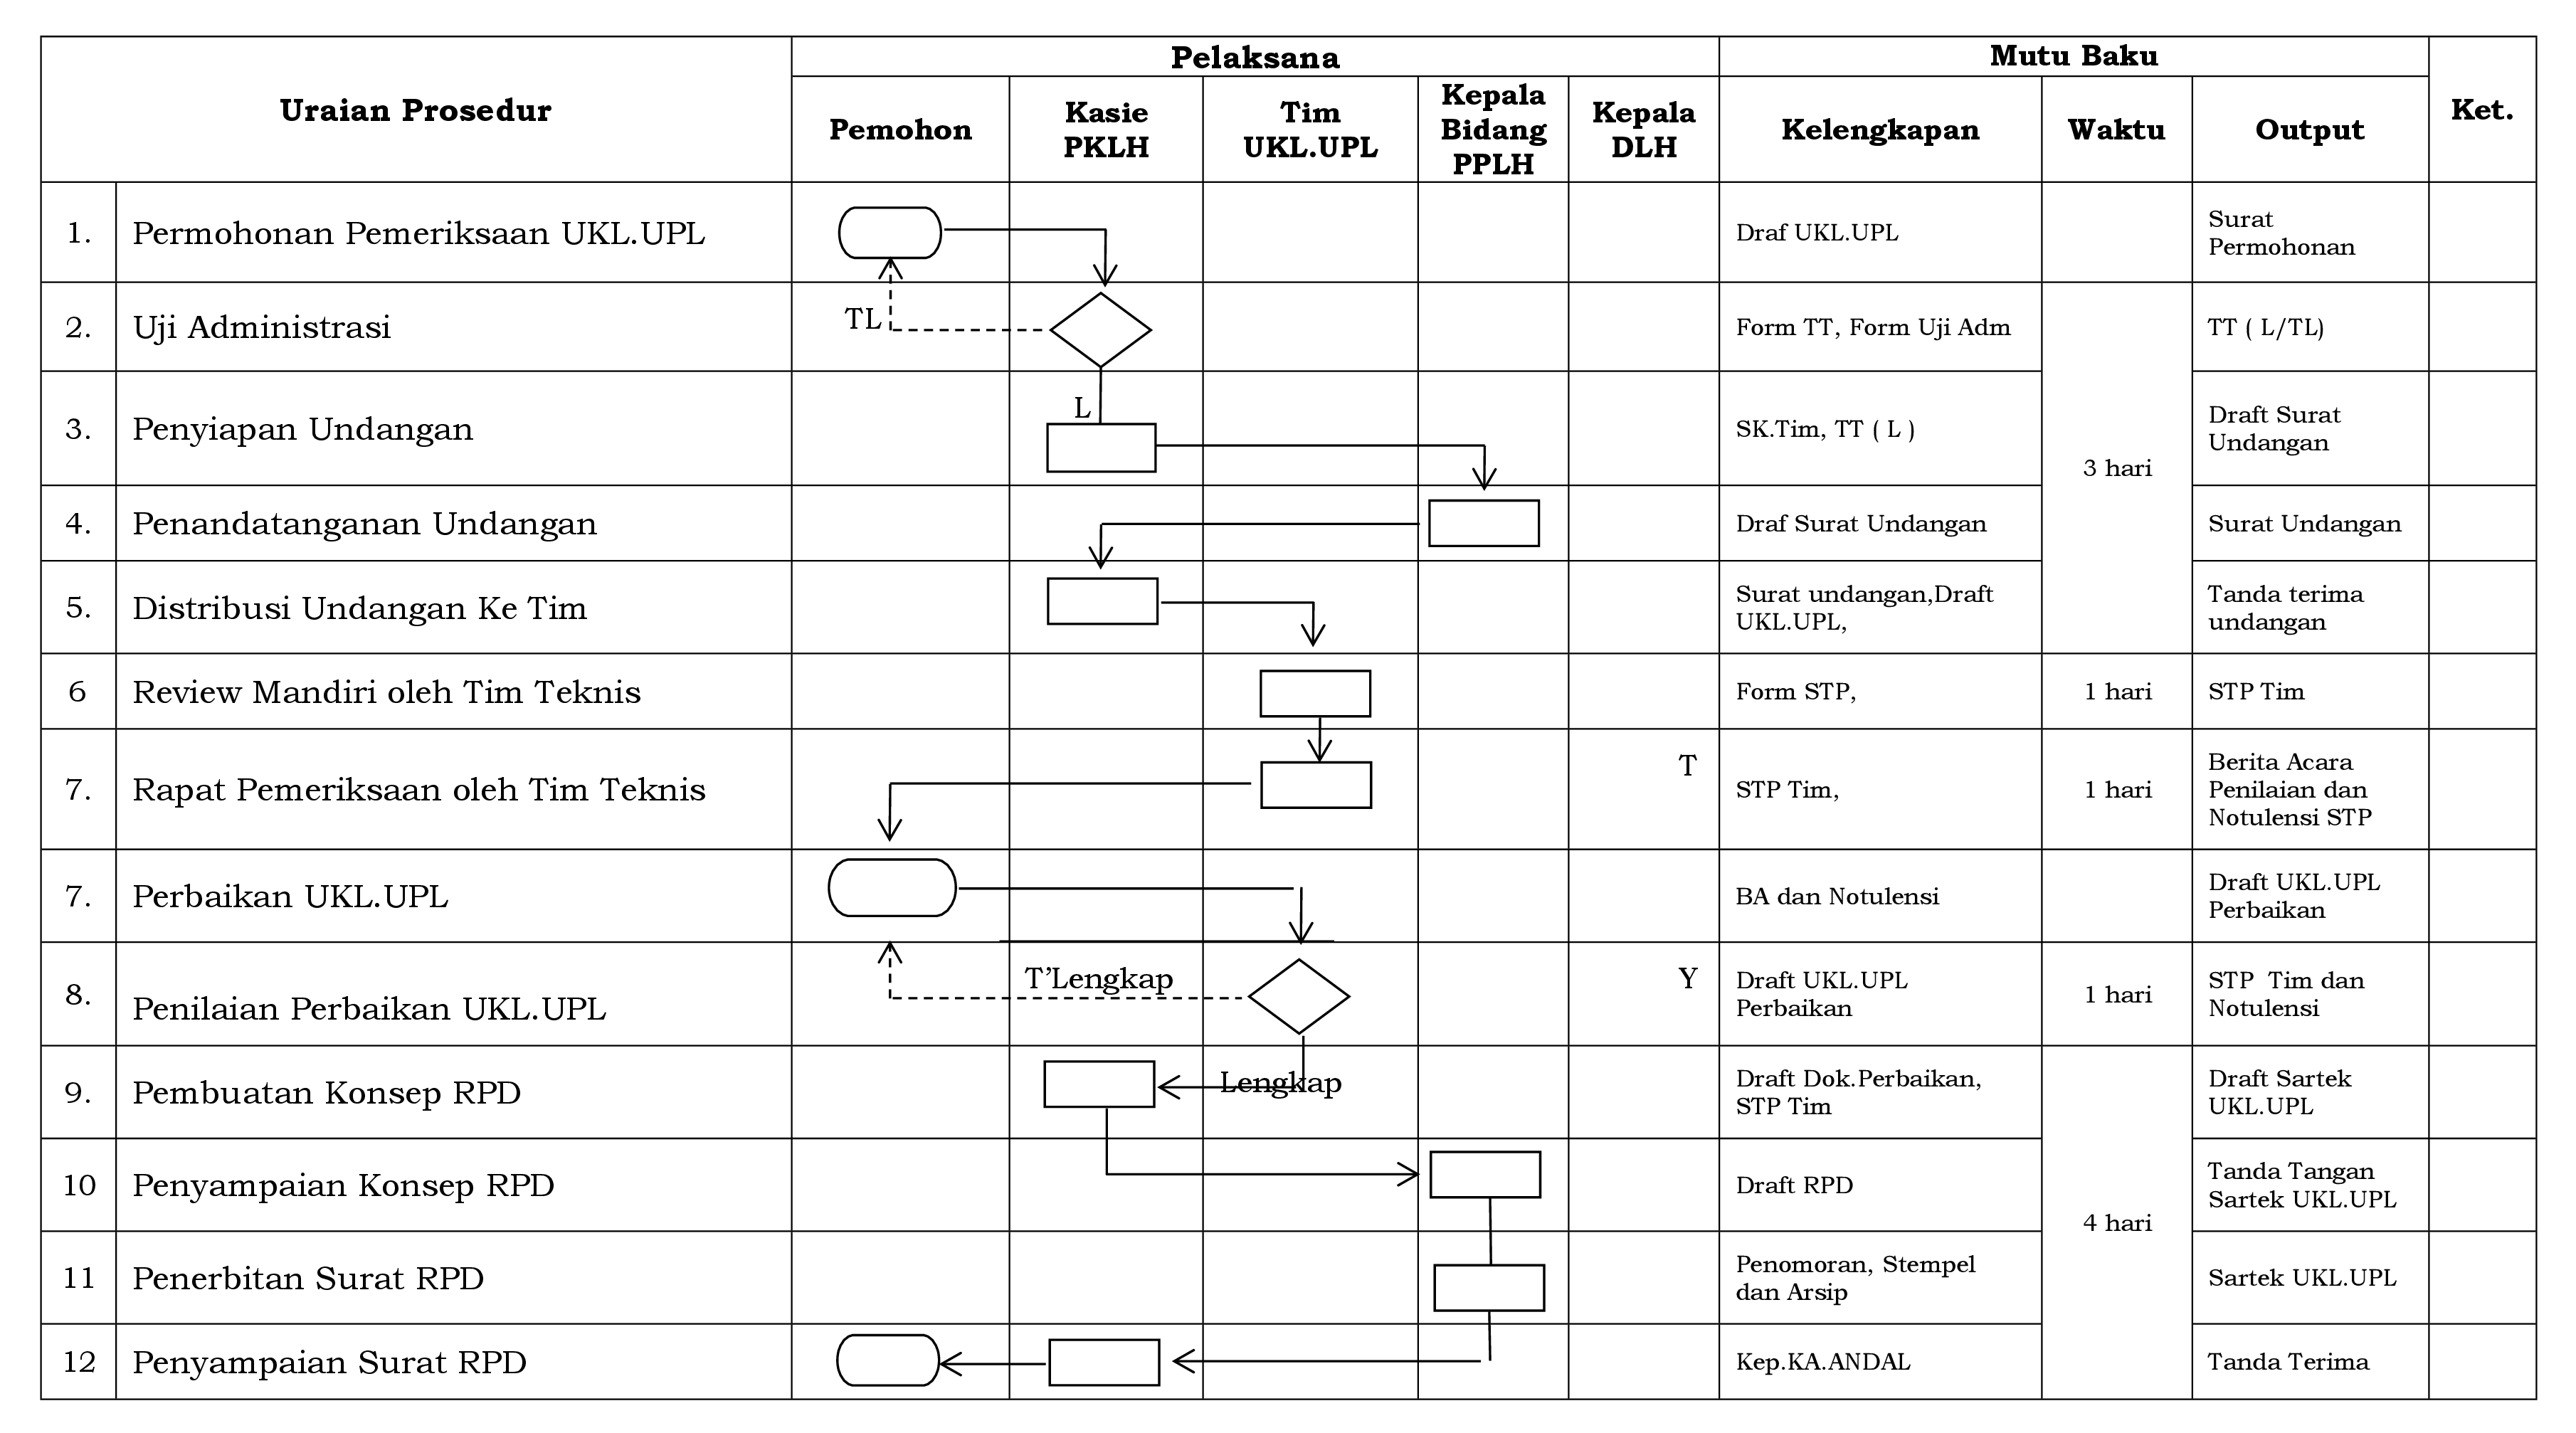 Uraian Prosedur
Pelaksana
Mutu Baku
Ket.
Pemohon
Kasie
PKLH
Tim
UKL.UPL
Kepala
Bidang
PPLH
Kepala
DLH
Kelengkapan
Waktu
Output
1.
Permohonan Pemeriksaan UKL.UPL
Draf UKL.UPL
Surat
Permohonan
2.
Uji Administrasi
TL
Form TT, Form Uji Adm
TT ( L/TL)
3.
Penyiapan Undangan
L
SK.Tim, TT ( L )
3 hari
Draft Surat
Undangan
4.
Penandatanganan Undangan
Draf Surat Undangan
Surat Undangan
5.
Distribusi Undangan Ke Tim
Surat undangan,Draft
UKL.UPL,
Tanda terima
undangan
6
Review Mandiri oleh Tim Teknis
Form STP,
1 hari
STP Tim
7.
Rapat Pemeriksaan oleh Tim Teknis
T
STP Tim,
1 hari
Berita Acara
Penilaian dan
Notulensi STP
7.
Perbaikan UKL.UPL
BA dan Notulensi
Draft UKL.UPL
Perbaikan
8.
Penilaian Perbaikan UKL.UPL
T’Lengkap
Y
Draft UKL.UPL
Perbaikan
1 hari
STP  Tim dan
Notulensi
9.
Pembuatan Konsep RPD
Lengkap
Draft Dok.Perbaikan,
STP Tim
4 hari
Draft Sartek
UKL.UPL
10
Penyampaian Konsep RPD
Draft RPD
Tanda Tangan
Sartek UKL.UPL
11
Penerbitan Surat RPD
Penomoran, Stempel
dan Arsip
Sartek UKL.UPL
12
Penyampaian Surat RPD
Kep.KA.ANDAL
Tanda Terima